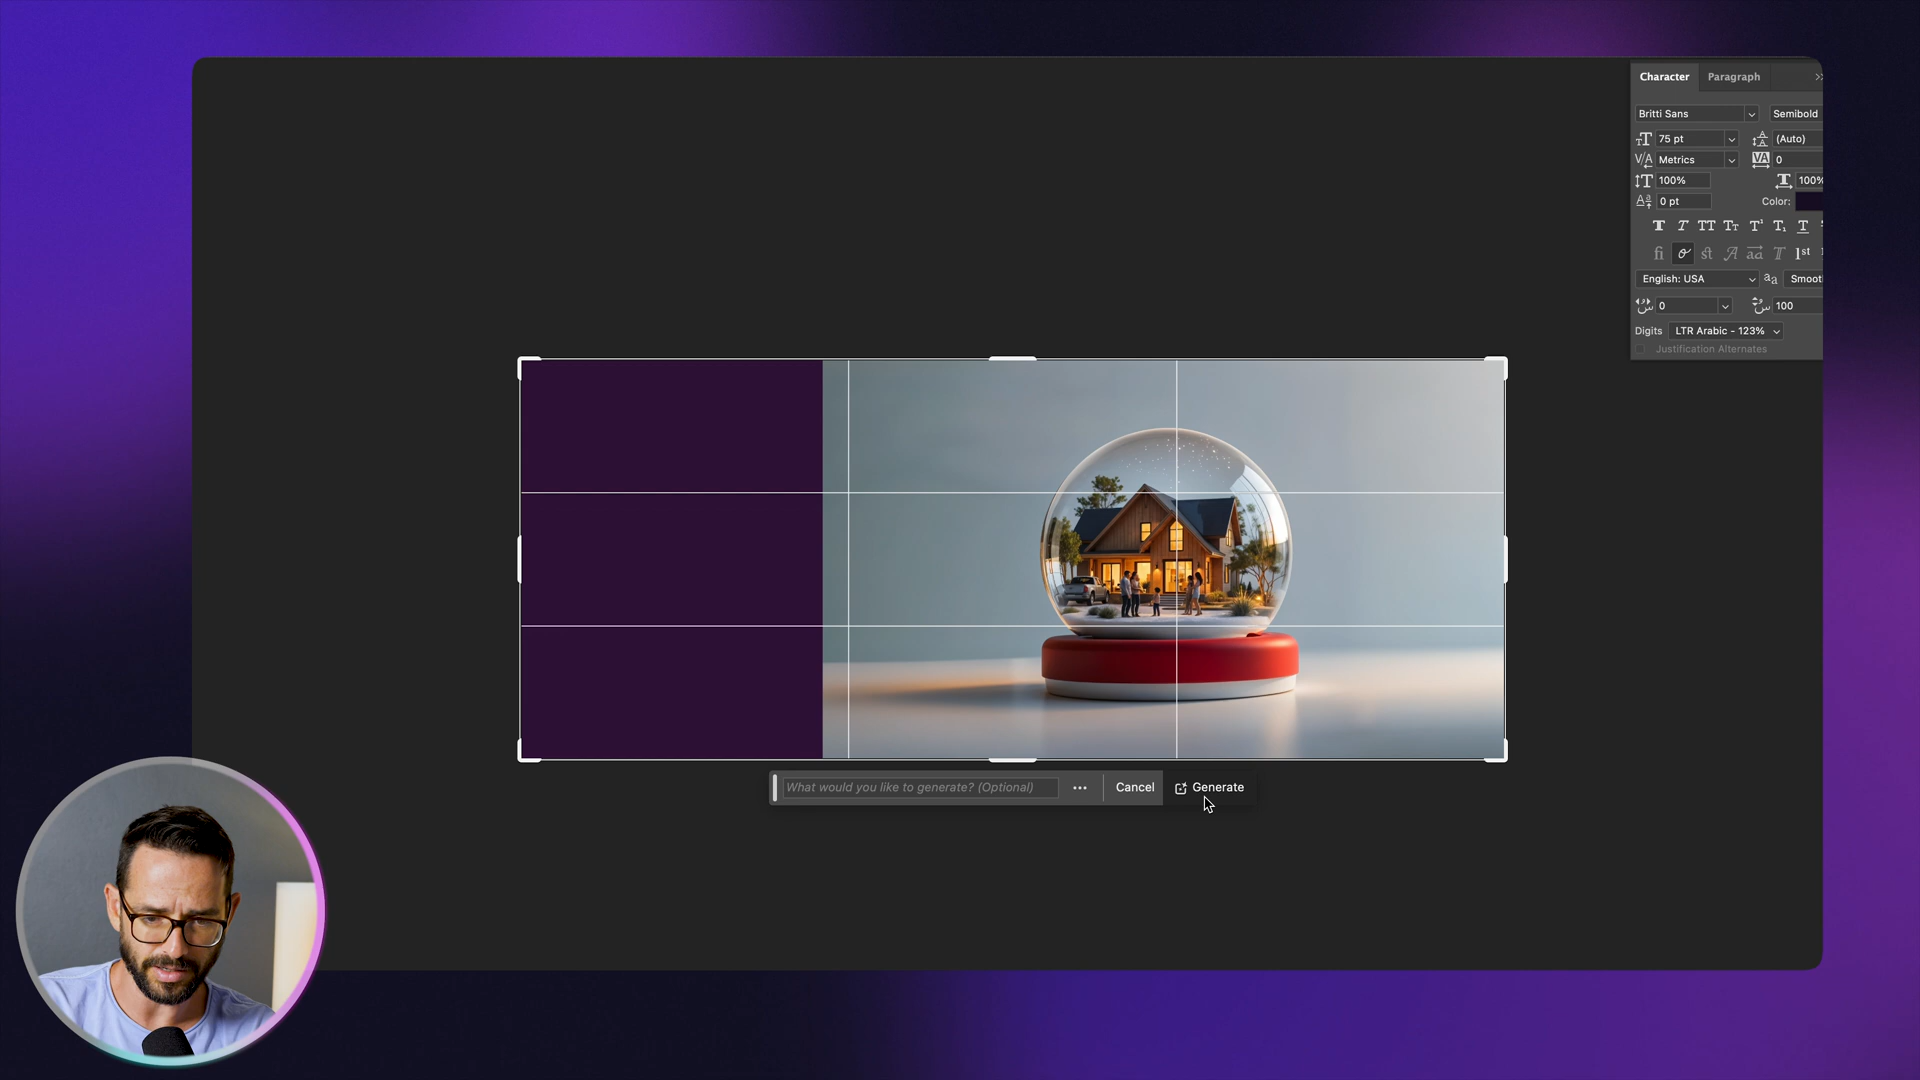 Character Paragraph
Britti Sans Semibold
75 pt (Auto)
Metrics 0
100% 100%
0 pt Color:
English: USA Smoot
0 100
Digits LTR Arabic - 123%
Justification Alternates
What would you like to generate? (Optional) Cancel Generate